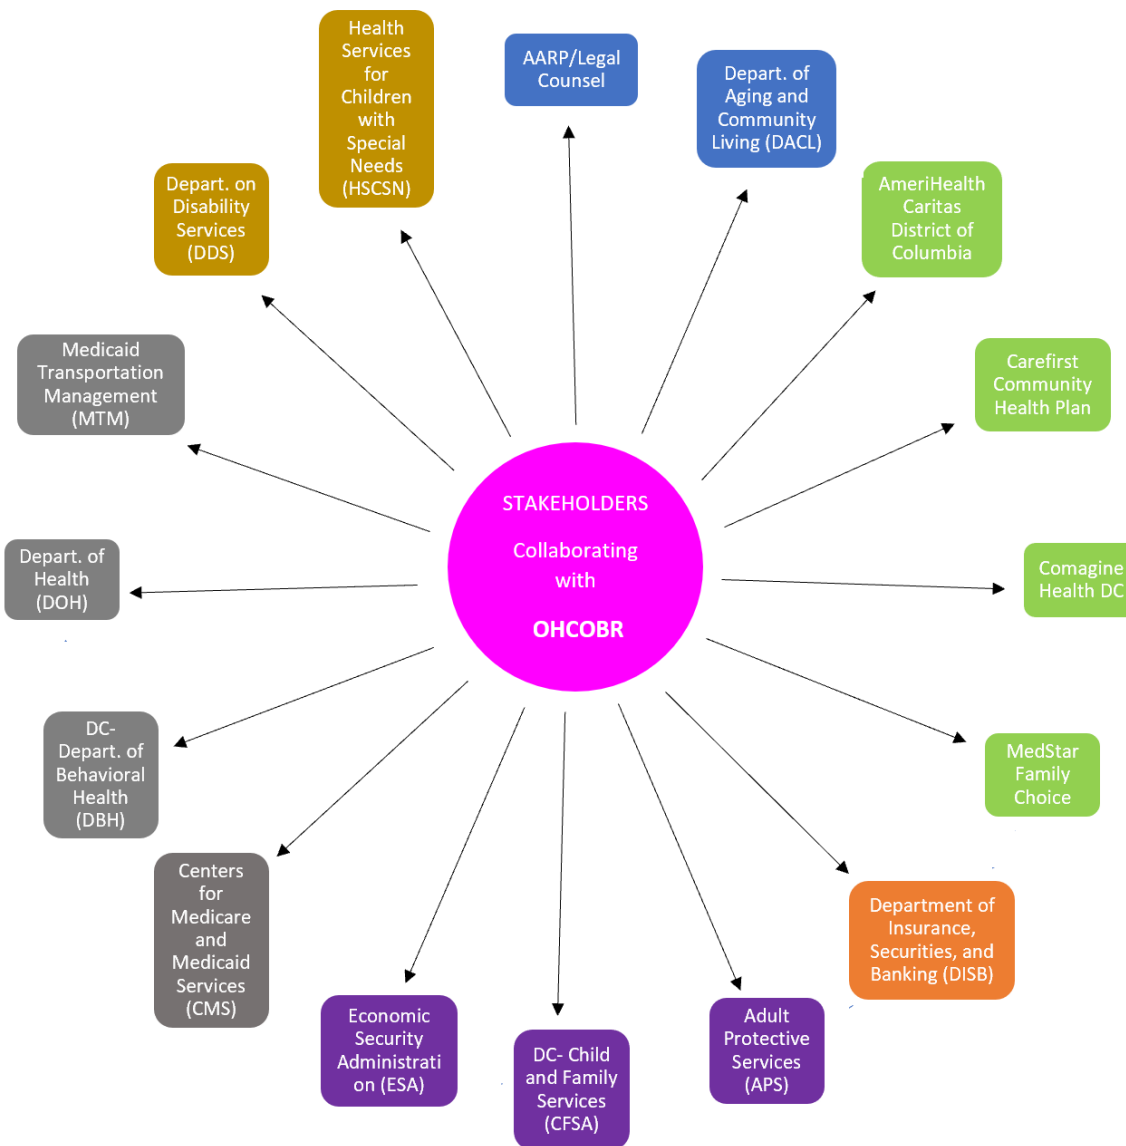 Health
Services
for
Children
with
Special
Needs
(HSCSN)
AARP/Legal
Counsel
Depart. of
Aging and
Community
Living (DACL)
AmeriHealth
Caritas
District of
Columbia
Carefirst
Community
Health Plan
Comagine
Health DC
MedStar
Family
Choice
Department of
Insurance,
Securities, and
Banking (DISB)
Adult
Protective
Services
(APS)
DC- Child
and Family
Services
(CFSA)
Economic
Security
Administrati
on (ESA)
Centers
for
Medicare
and
Medicaid
Services
(CMS)
DC-
Depart. of
Behavioral
Health
(DBH)
Depart. of
Health
(DOH)
Medicaid
Transportation
Management
(MTM)
Depart. on
Disability
Services
(DDS)
STAKEHOLDERS
Collaborating
with
OHCOBR